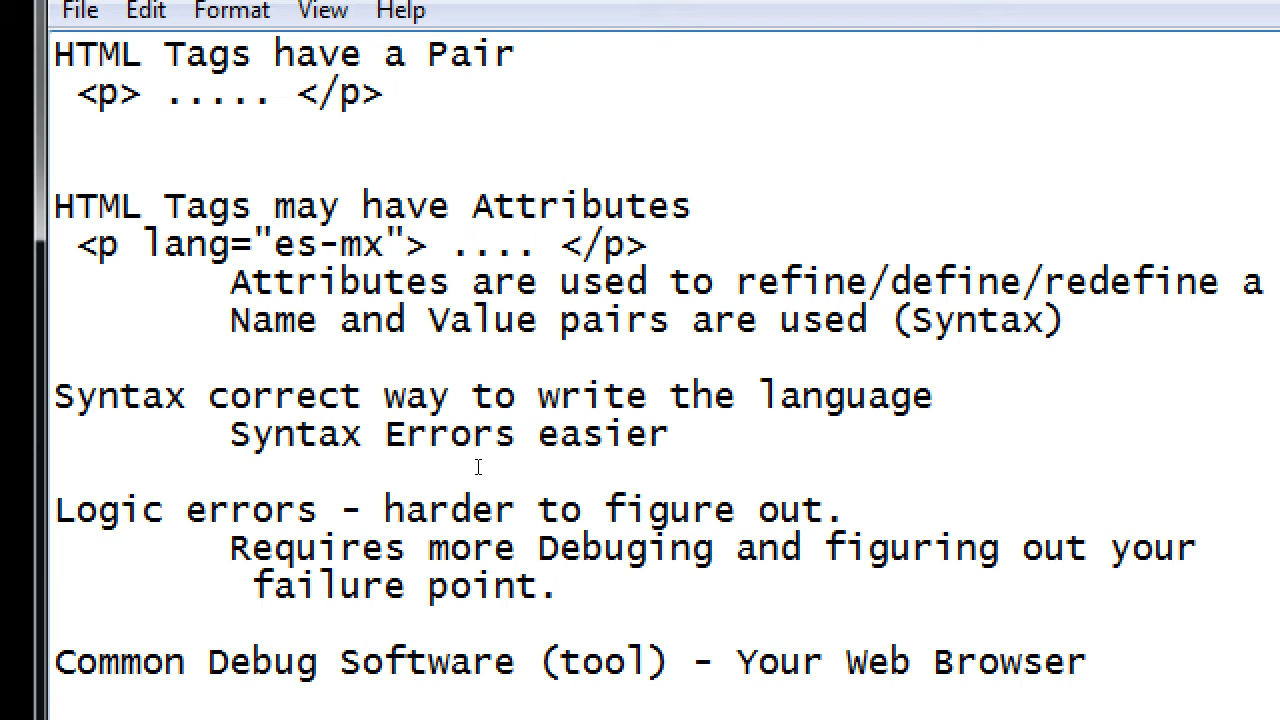 File Edit Format View Help
HTML Tags have a Pair
<p> ..... </p>
HTML Tags may have Attributes
<p lang="es-mx"> .... </p>
Attributes are used to refine/define/redefine a
Name and Value pairs are used (Syntax)
Syntax correct way to write the language
Syntax Errors easier
Logic errors - harder to figure out.
Requires more Debuging and figuring out your
failure point.
Common Debug Software (tool) - Your Web Browser